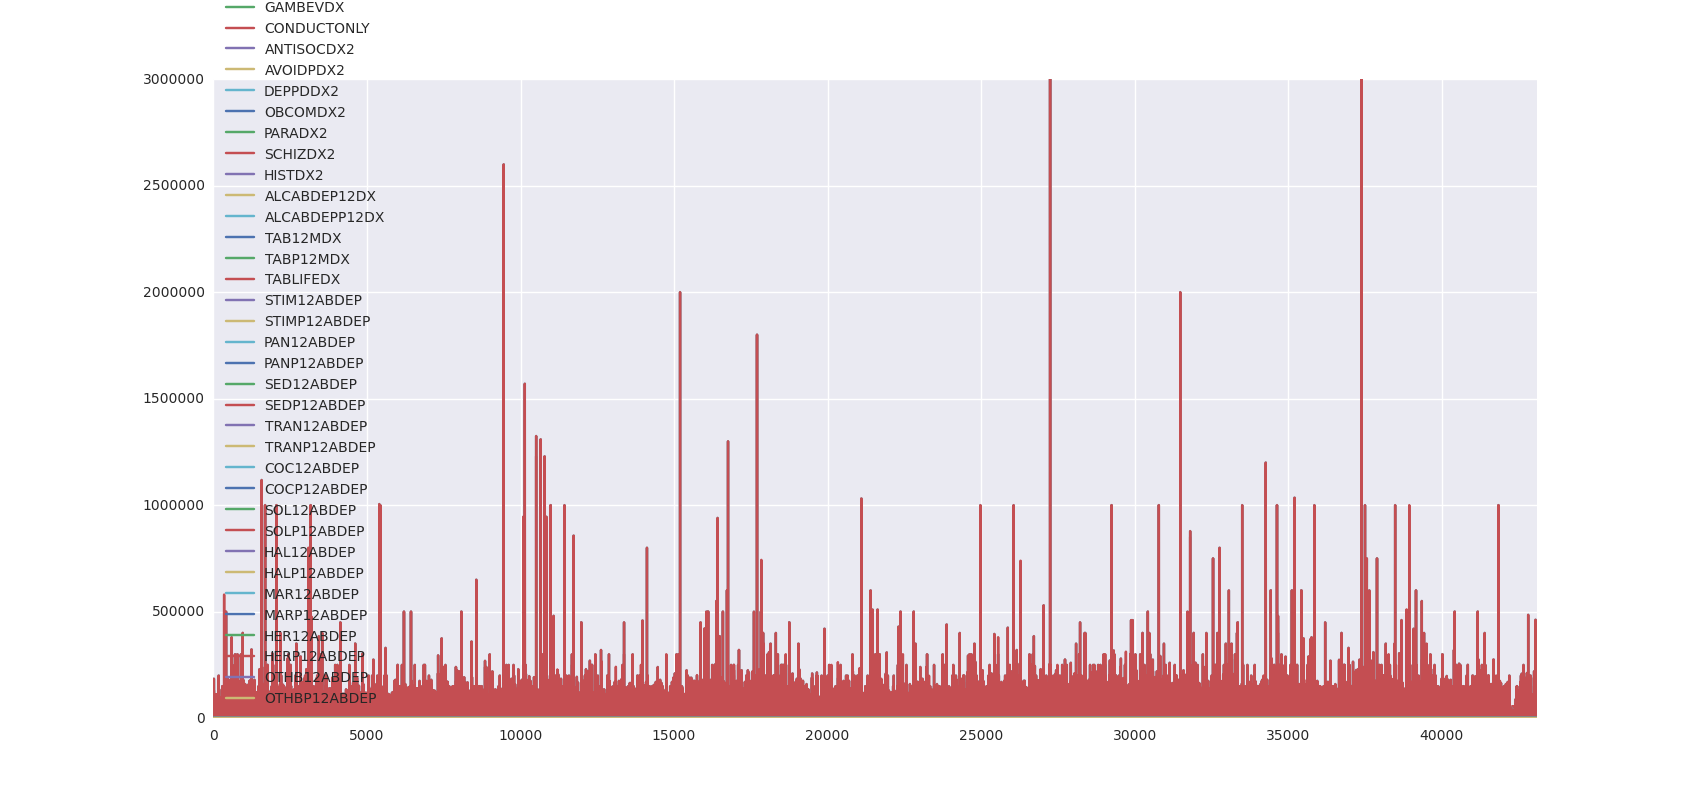 GAMBEVDX
CONDUCTONLY
ANTISOCDX2
AVOIDPDX2
DEPPDDX2
OBCOMDX2
PARADX2
SCHIZDX2
HISTDX2
ALCABDEP12DX
ALCABDEPP12DX
TAB12MDX
TABP12MDX
TABLIFEDX
STIM12ABDEP
STIMP12ABDEP
PAN12ABDEP
PANP12ABDEP
SED12ABDEP
SEDP12ABDEP
TRAN12ABDEP
TRANP12ABDEP
COC12ABDEP
COCP12ABDEP
SOL12ABDEP
SOLP12ABDEP
HAL12ABDEP
HALP12ABDEP
MAR12ABDEP
MARP12ABDEP
HER12ABDEP
HERP12ABDEP
OTHB12ABDEP
OTHBP12ABDEP
3000000
2500000
2000000
1500000
1000000
500000
0
0 5000 10000 15000 20000 25000 30000 35000 40000